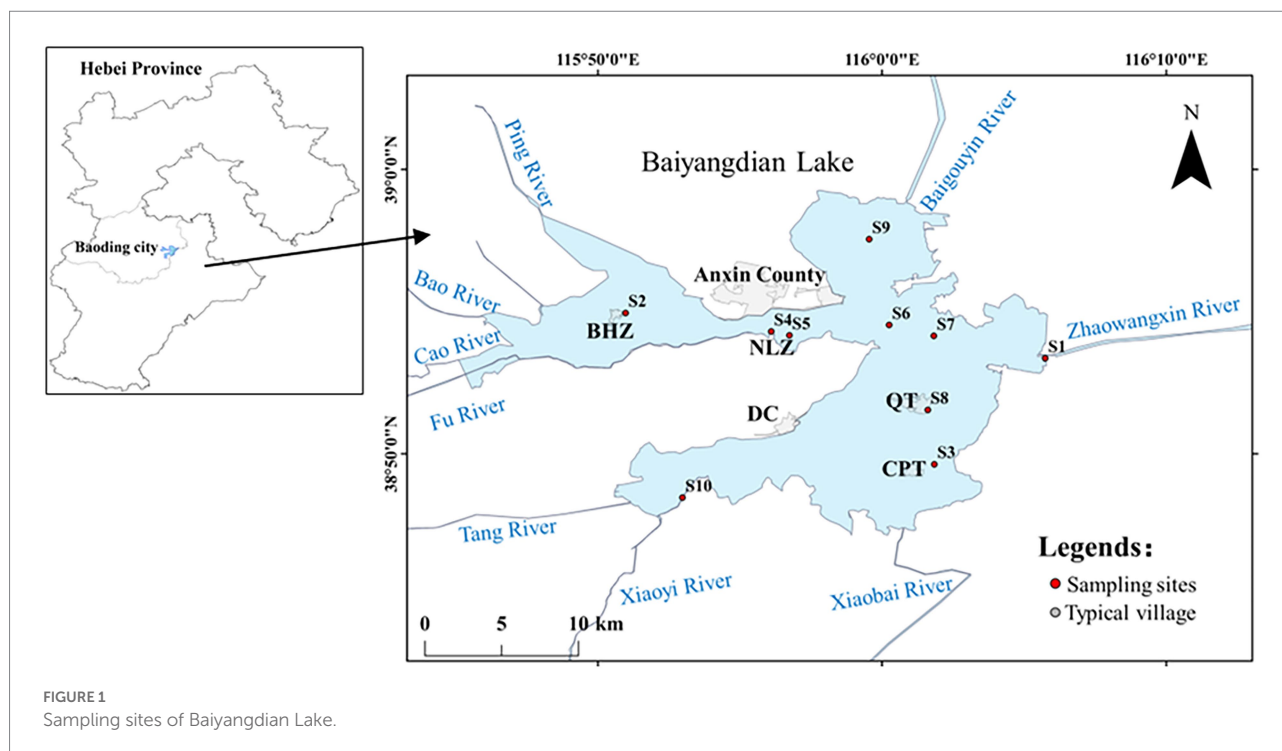 Hebei Province
Baoding city
115°50'0"E
116°0'0"E
116°10'0"E
39°0'0"N
38°50'0"N
N
Baiyangdian Lake
Ping River
Baigouyin River
Bao River
Cao River
Fu River
Zhaowangxin River
Tang River
Xiaoyi River
Xiaobai River
Anxin County
S9
S2
BHZ
S4
S5
NLZ
S6
S7
S1
DC
QT
S8
CPT
S3
S10
0 5 10 km
Legends:
Sampling sites
Typical village
FIGURE 1
Sampling sites of Baiyangdian Lake.